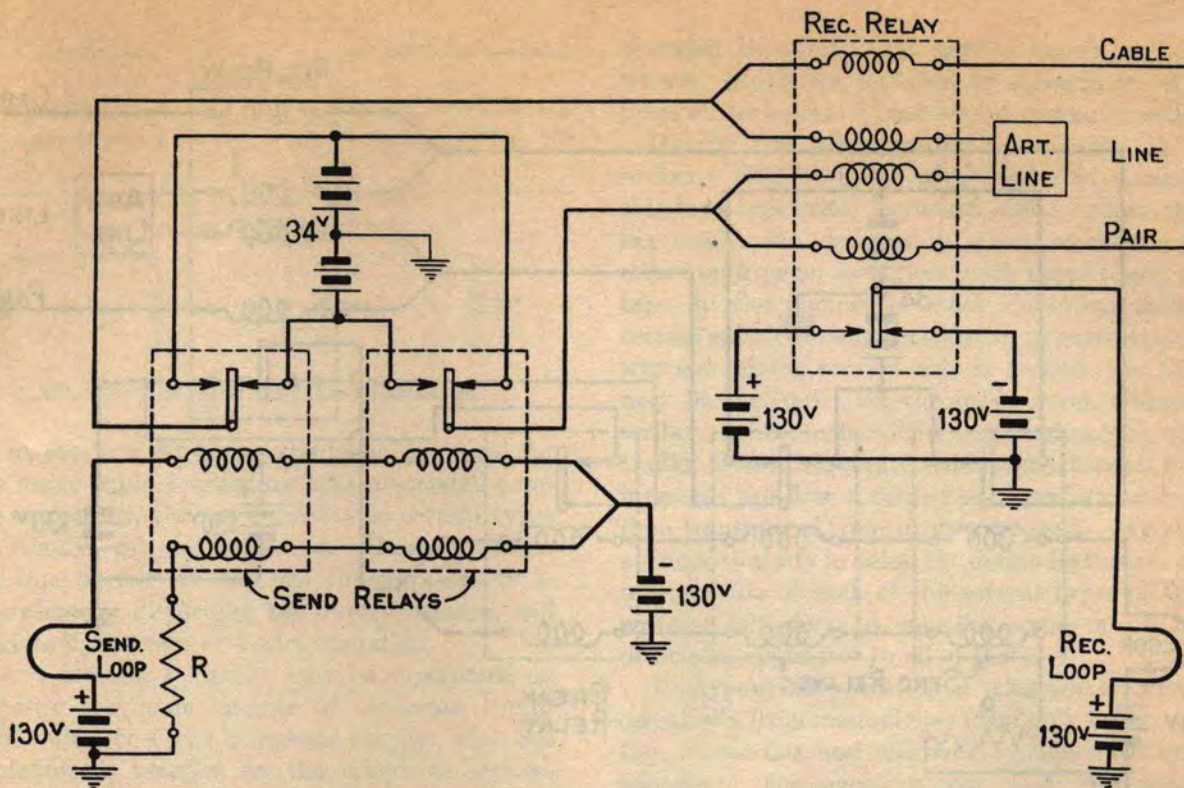 REC. RELAY
CABLE
ART. LINE
LINE
PAIR
34V
+
130V
-
130V
SEND RELAYS
-
130V
SEND. LOOP
R
+
130V
REC. LOOP
+
130V